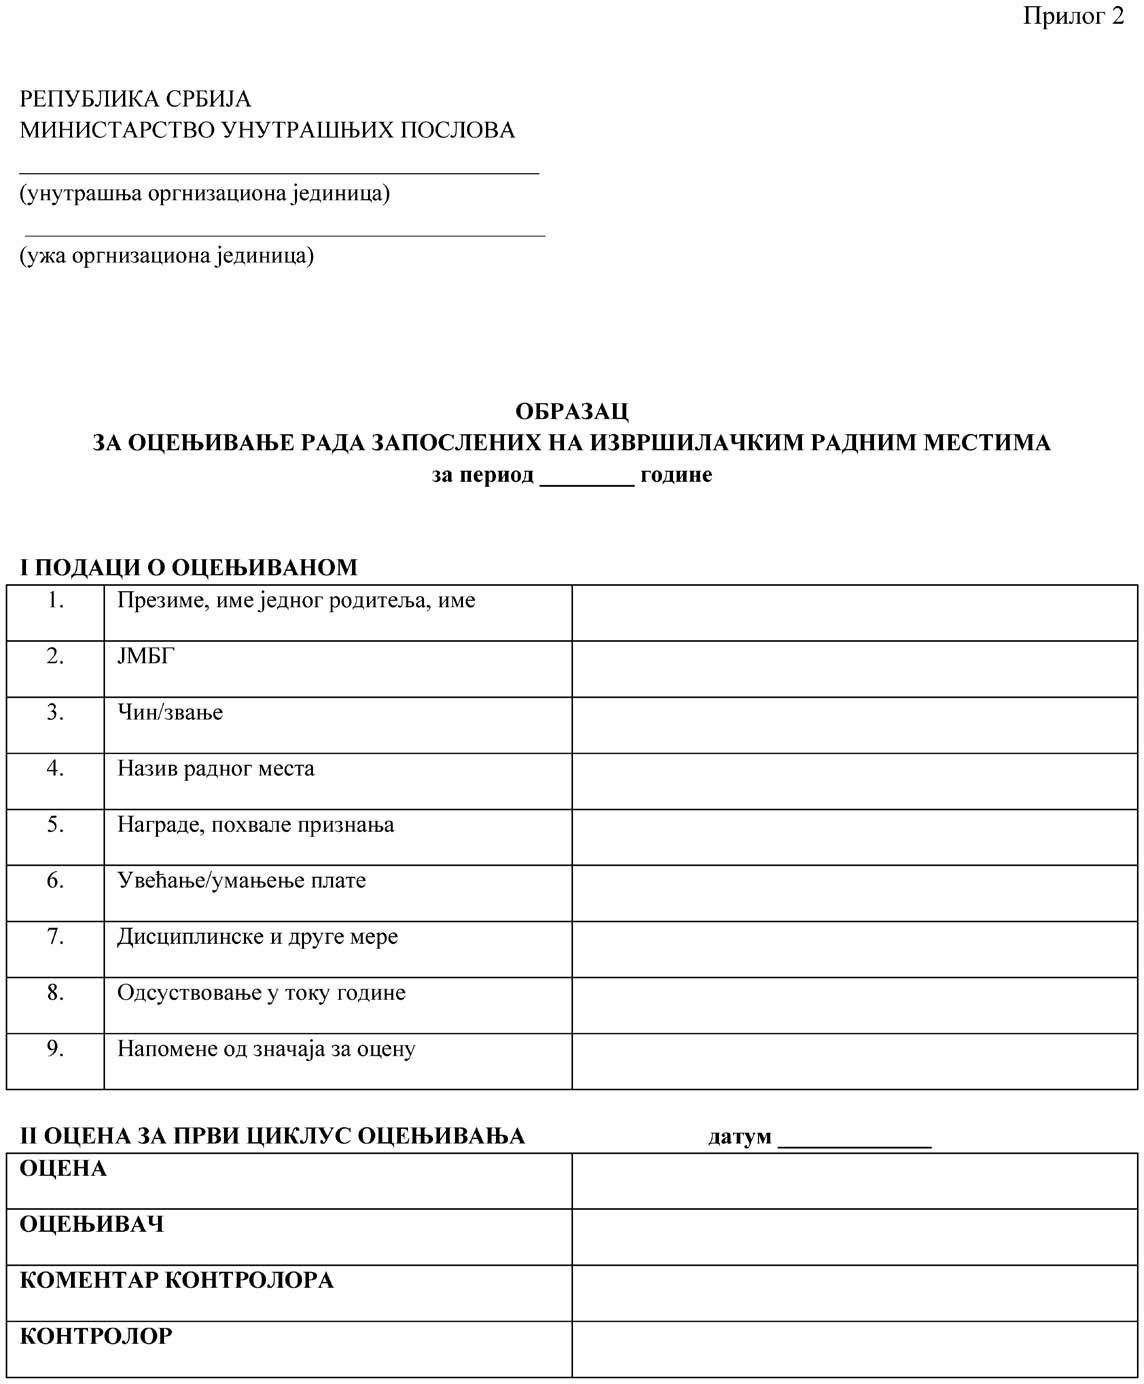 Прилог 2
РЕПУБЛИКА СРБИЈА
МИНИСТАРСТВО УНУТРАШЊИХ ПОСЛОВА
(унутрашња оргнизациона јединица)
(ужа оргнизациона јединица)
ОБРАЗАЦ
ЗА ОЦЕЊИВАЊЕ РАДА ЗАПОСЛЕНИХ НА ИЗВРШИЛАЧКИМ РАДНИМ МЕСТИМА
за период ________ године
I ПОДАЦИ О ОЦЕЊИВАНОМ
1. Презиме, име једног родитеља, име
2. ЈМБГ
3. Чин/звање
4. Назив радног места
5. Награде, похвале признања
6. Увећање/умањење плате
7. Дисциплинске и друге мере
8. Одсуствовање у току године
9. Напомене од значаја за оцену
II ОЦЕНА ЗА ПРВИ ЦИКЛУС ОЦЕЊИВАЊА датум _____________
ОЦЕНА
ОЦЕЊИВАЧ
КОМЕНТАР КОНТРОЛОРА
КОНТРОЛОР